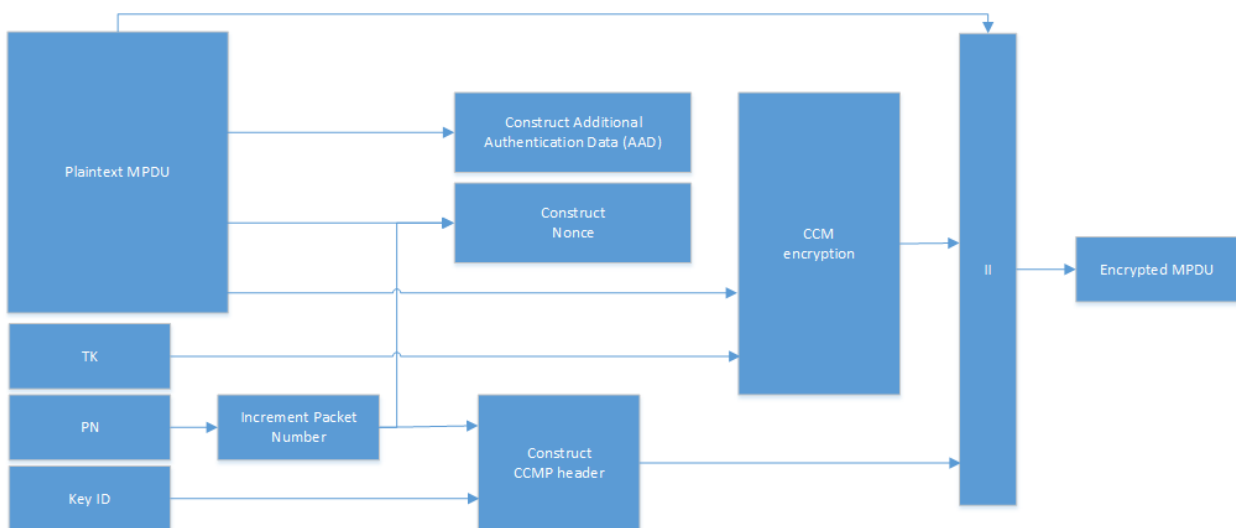 Plaintext MPDU
Construct Additional
Authentication Data (AAD)
Construct
Nonce
CCM
encryption
II
Encrypted MPDU
TK
PN
Increment Packet
Number
Construct
CCMP header
Key ID